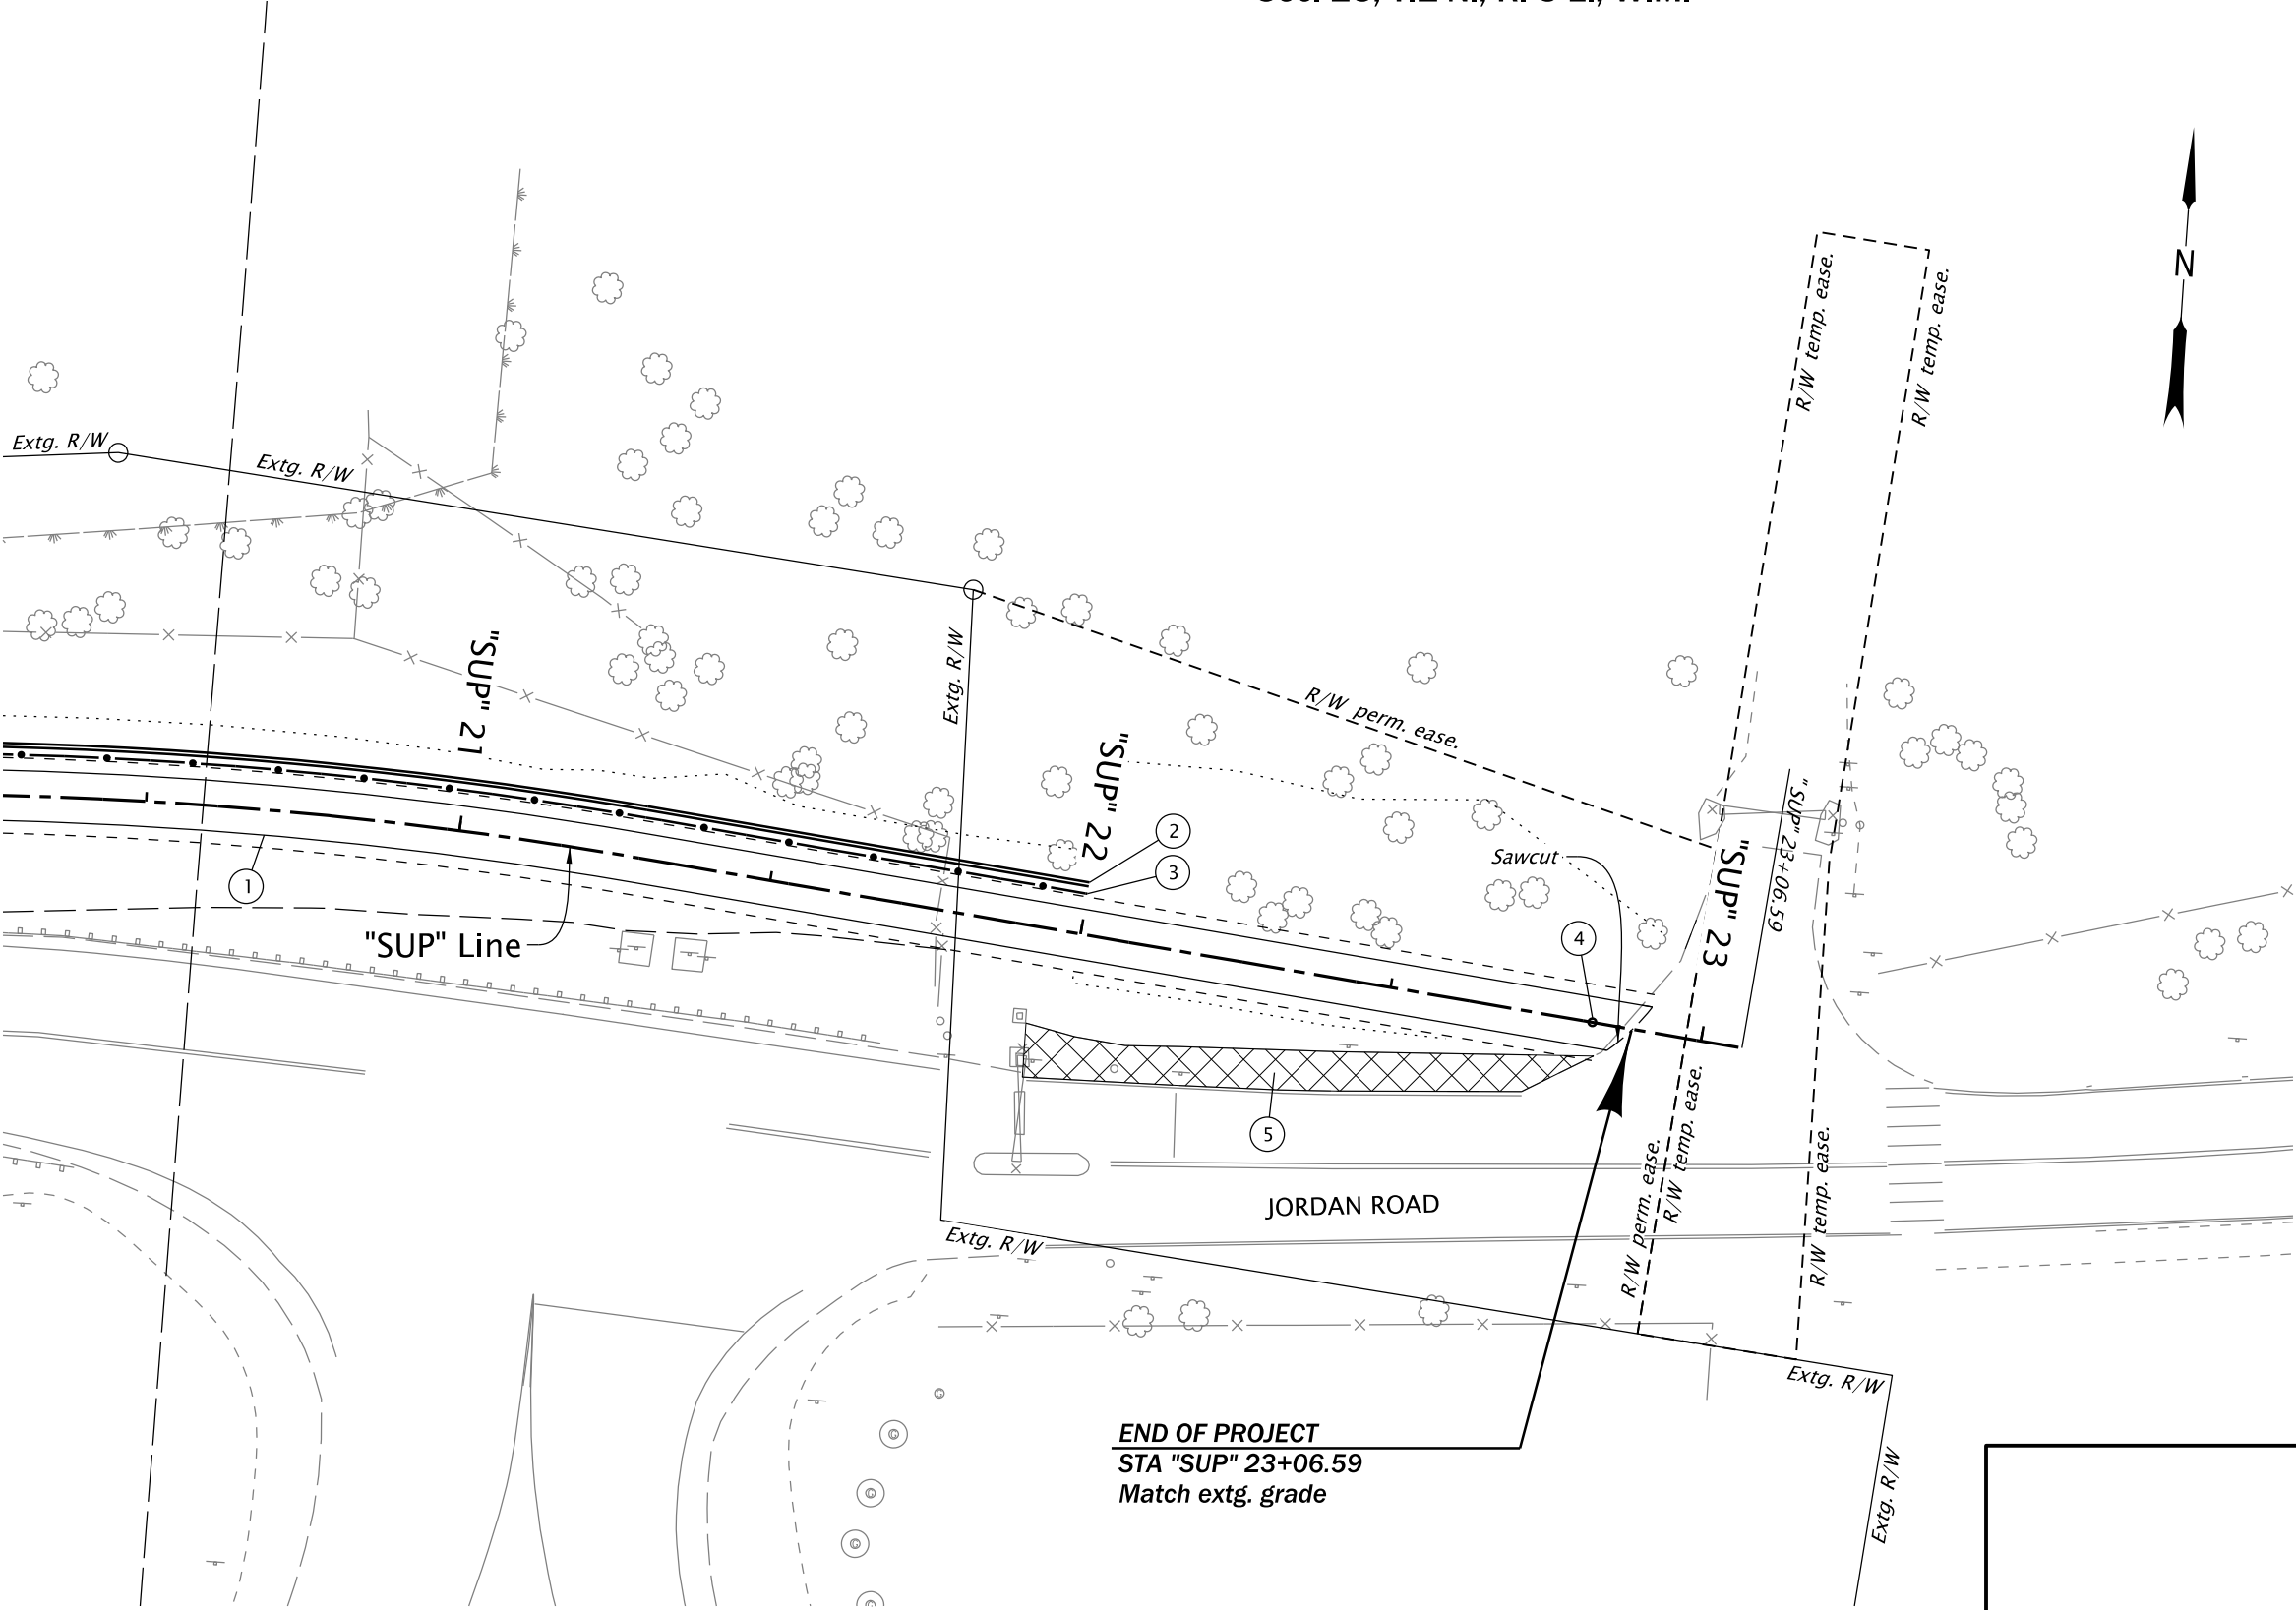 N
R/W temp. ease.
R/W temp. ease.
Extg. R/W
Extg. R/W
Extg. R/W
"SUP" 21
R/W perm. ease.
"SUP" 22
"SUP" 23
"SUP" 23+06.59
Sawcut
1
2
3
4
5
"SUP" Line
R/W perm. ease.
R/W temp. ease.
R/W temp. ease.
JORDAN ROAD
Extg. R/W
Extg. R/W
Extg. R/W
END OF PROJECT
STA "SUP" 23+06.59
Match extg. grade